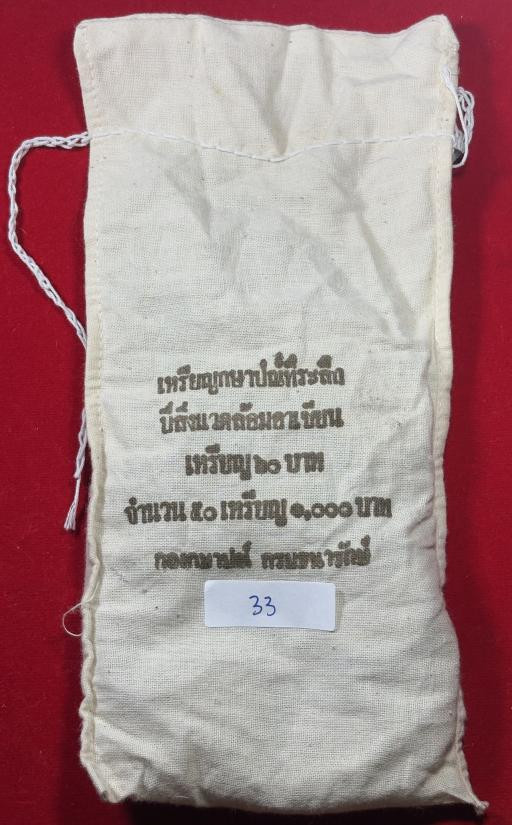 เหรียญกษาปณ์ที่ระลึก
ปีสิ่งแวดล้อมอาเซียน
เหรียญ ๒๐ บาท
จำนวน ๕๐ เหรียญ ๑,๐๐๐ บาท
กองกษาปณ์ กรมธนารักษ์
33